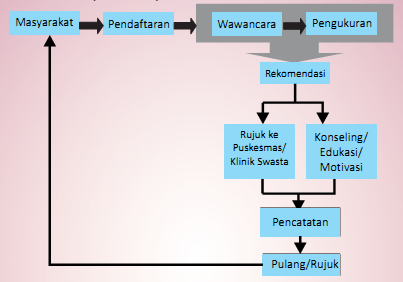 Masyarakat
Pendaftaran
Wawancara
Pengukuran
Rekomendasi
Rujuk ke
Puskesmas/
Klinik Swasta
Konseling/
Edukasi/
Motivasi
Pencatatan
Pulang/Rujuk